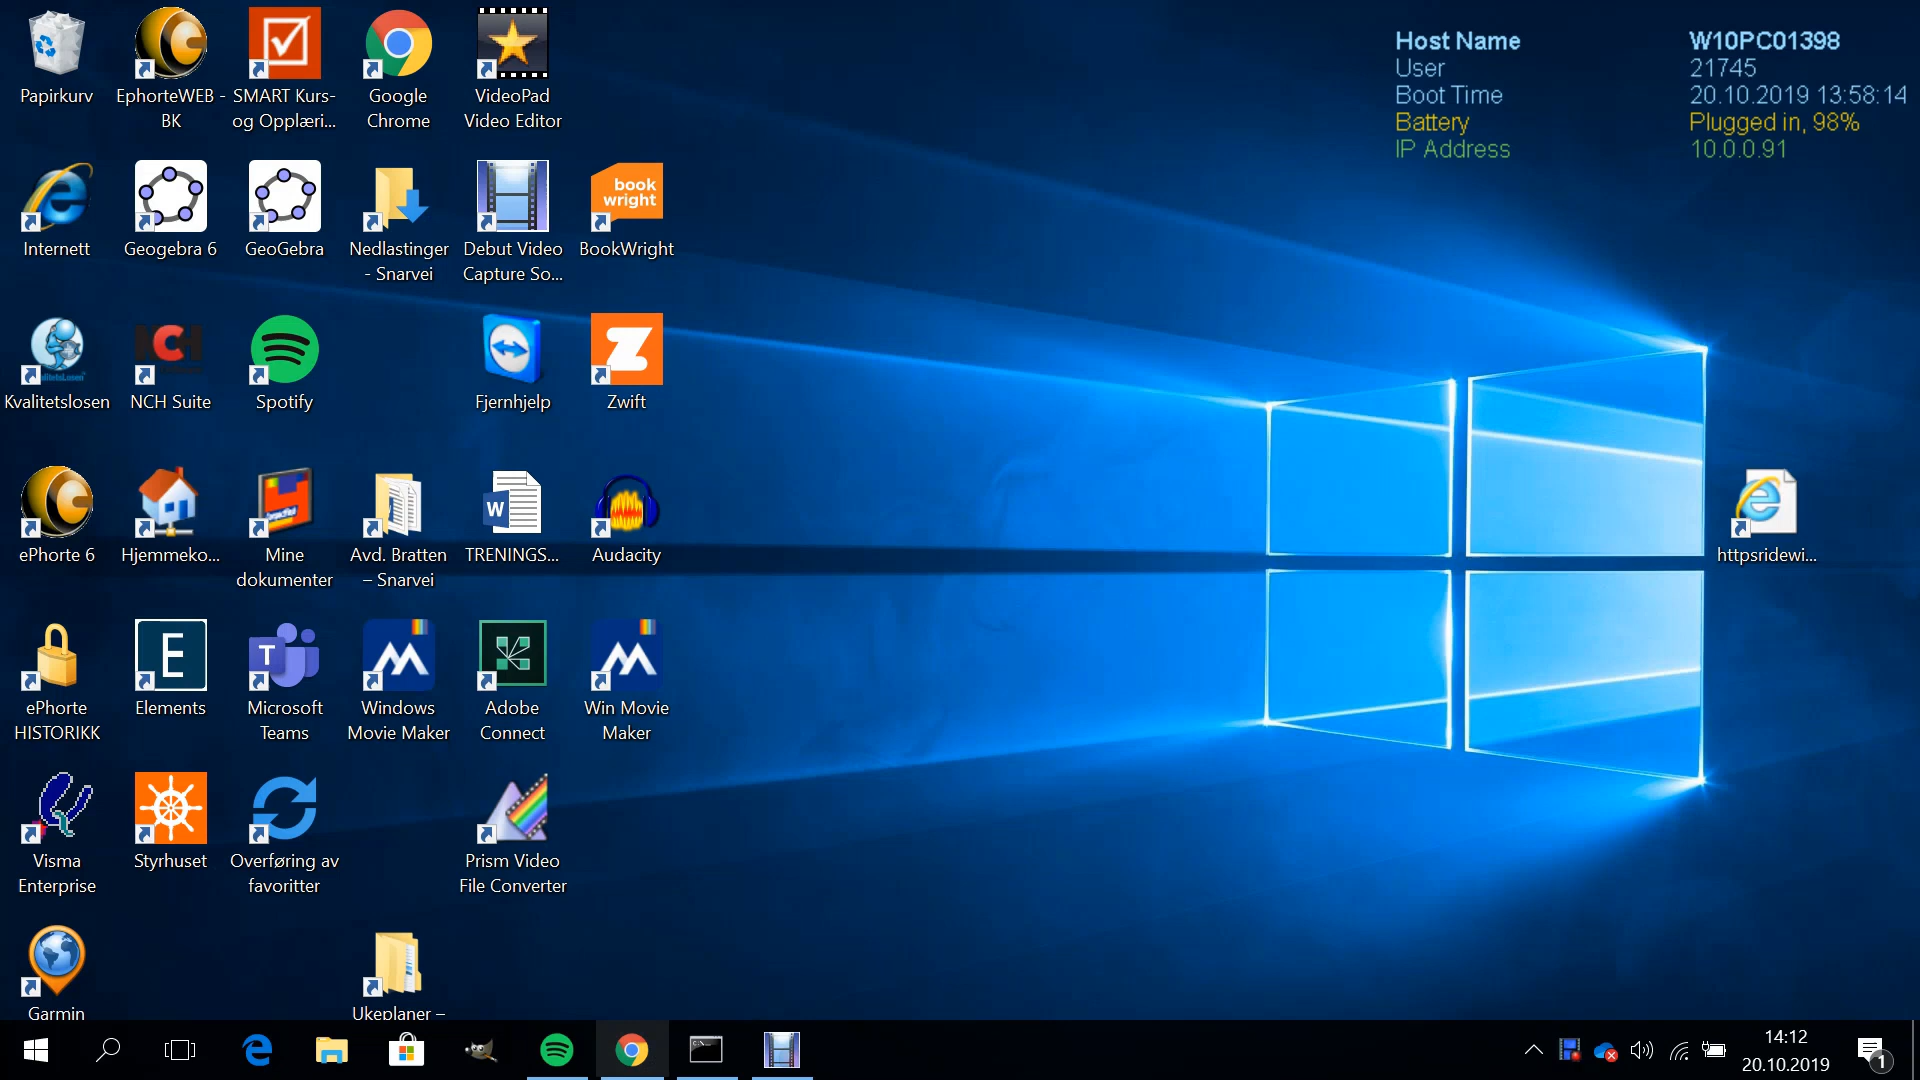 Host Name W10PC01398
User 21745
Boot Time 20.10.2019 13:58:14
Battery Plugged in, 98%
IP Address 10.0.0.91
Papirkurv
EphorteWEB -
BK
SMART Kurs-
og Opplæri...
Google
Chrome
VideoPad
Video Editor
Internett
Geogebra 6
GeoGebra
Nedlastinger
- Snarvei
Debut Video
Capture So...
book
wright
BookWright
Kvalitetslosen
NCH
NCH Suite
Spotify
Fjernhjelp
Zwift
ePhorte 6
Hjemmeko...
Mine
dokumenter
Avd. Bratten
– Snarvei
W
TRENINGS...
Audacity
httpsridewi...
ePhorte
HISTORIKK
E
Elements
T
Microsoft
Teams
Windows
Movie Maker
Adobe
Connect
Win Movie
Maker
Visma
Enterprise
Styrhuset
Overføring av
favoritter
Prism Video
File Converter
Garmin
Ukeplaner –
14:12
20.10.2019
1